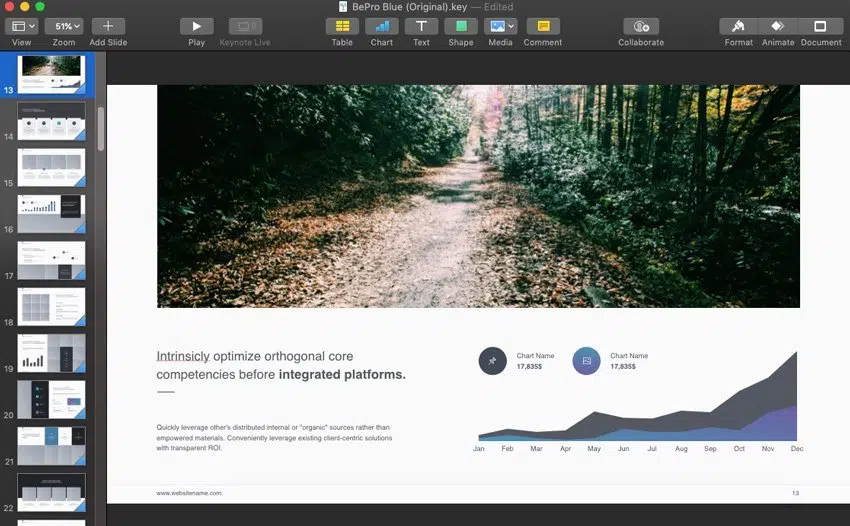 BePro Blue (Original).key — Edited
51%
View
Zoom
Add Slide
Play
Keynote Live
Table
Chart
Text
Shape
Media
Comment
Collaborate
Format
Animate
Document
13
14
15
16
17
18
19
20
21
22
Intrinsicly optimize orthogonal core
competencies before integrated platforms.
Quickly leverage other's distributed internal or "organic" sources rather than
empowered materials. Conveniently leverage existing client-centric solutions
with transparent ROI.
Chart Name
17,835$
Chart Name
17,835$
Jan Feb Mar Apr May Jun Jul Aug Sep Oct Nov Dec
www.websitename.com
13